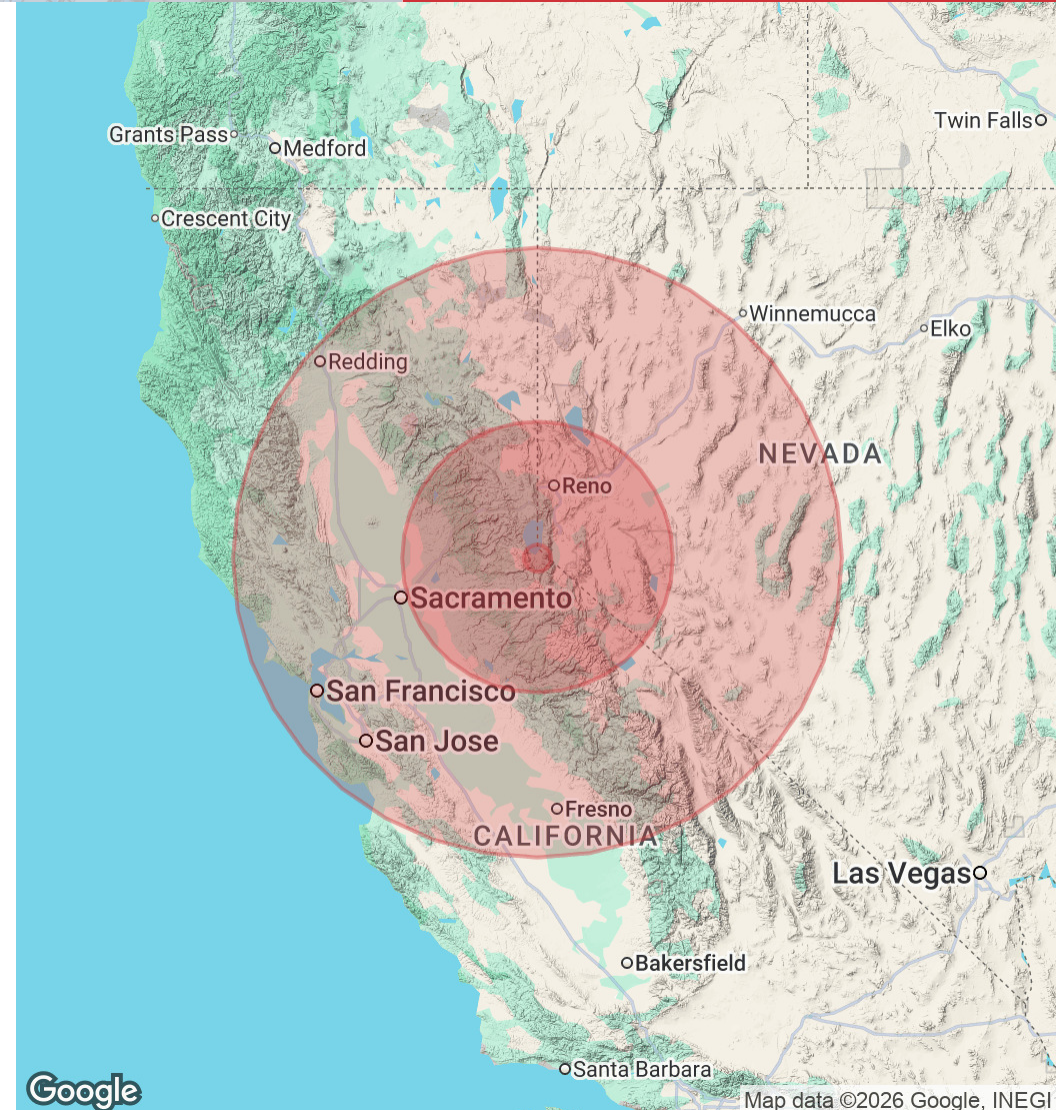 Twin Falls
Grants Pass
Medford
Crescent City
Winnemucca
Elko
Redding
NEVADA
Reno
Sacramento
San Francisco
San Jose
Fresno
CALIFORNIA
Las Vegas
Bakersfield
Santa Barbara
Google
Map data ©2026 Google, INEGI